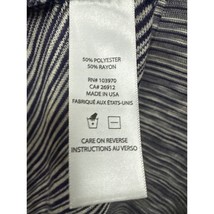 50% POLYESTER
50% RAYON
RN# 103970
CA# 26912
MADE IN USA
FABRIQUÉ AUX ÉTATS-UNIS
CARE ON REVERSE
INSTRUCTIONS AU VERSO